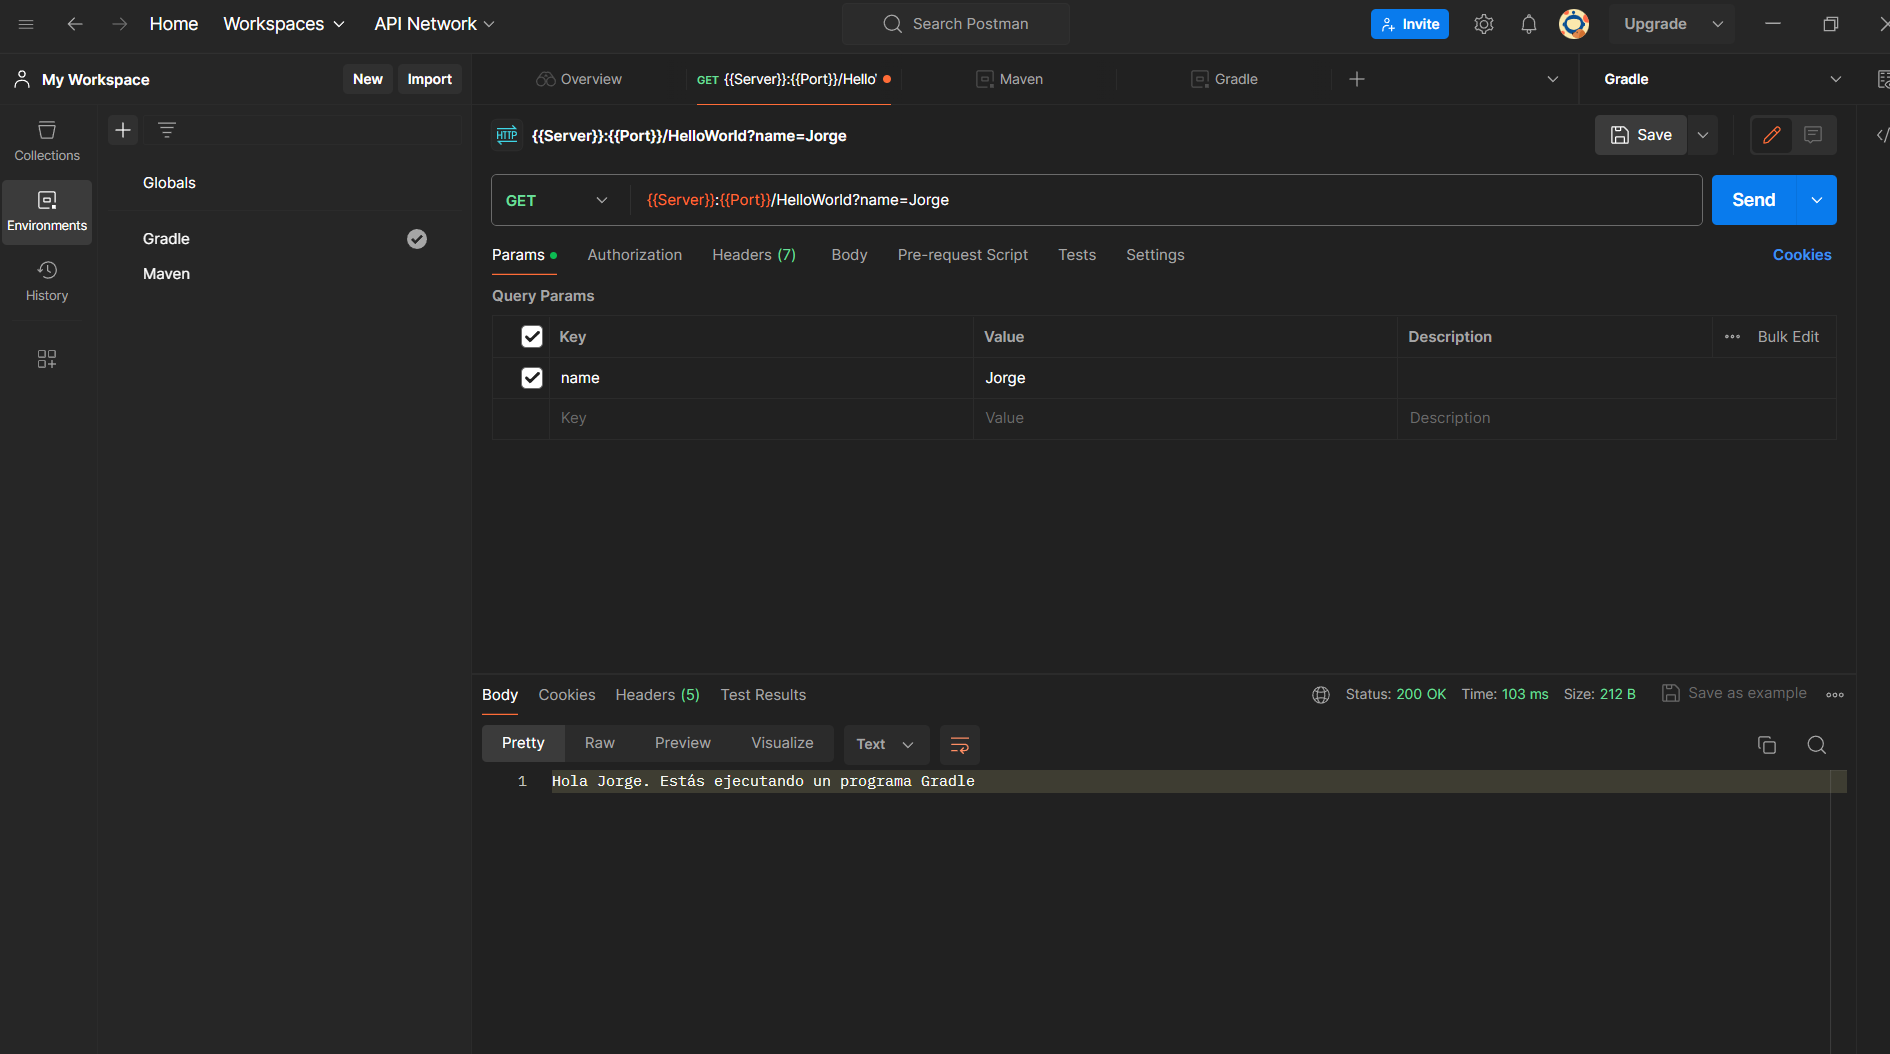 Home Workspaces API Network Search Postman Invite Upgrade
My Workspace New Import Overview GET {{Server}}:{{Port}}/Hello' Maven Gradle Gradle
Collections
Environments
History
Globals
Gradle
Maven
HTTP {{Server}}:{{Port}}/HelloWorld?name=Jorge Save
GET {{Server}}:{{Port}}/HelloWorld?name=Jorge Send
Params Authorization Headers (7) Body Pre-request Script Tests Settings Cookies
Query Params
Key Value Description Bulk Edit
name Jorge
Key Value Description
Body Cookies Headers (5) Test Results Status: 200 OK Time: 103 ms Size: 212 B Save as example
Pretty Raw Preview Visualize Text
1 Hola Jorge. Estás ejecutando un programa Gradle